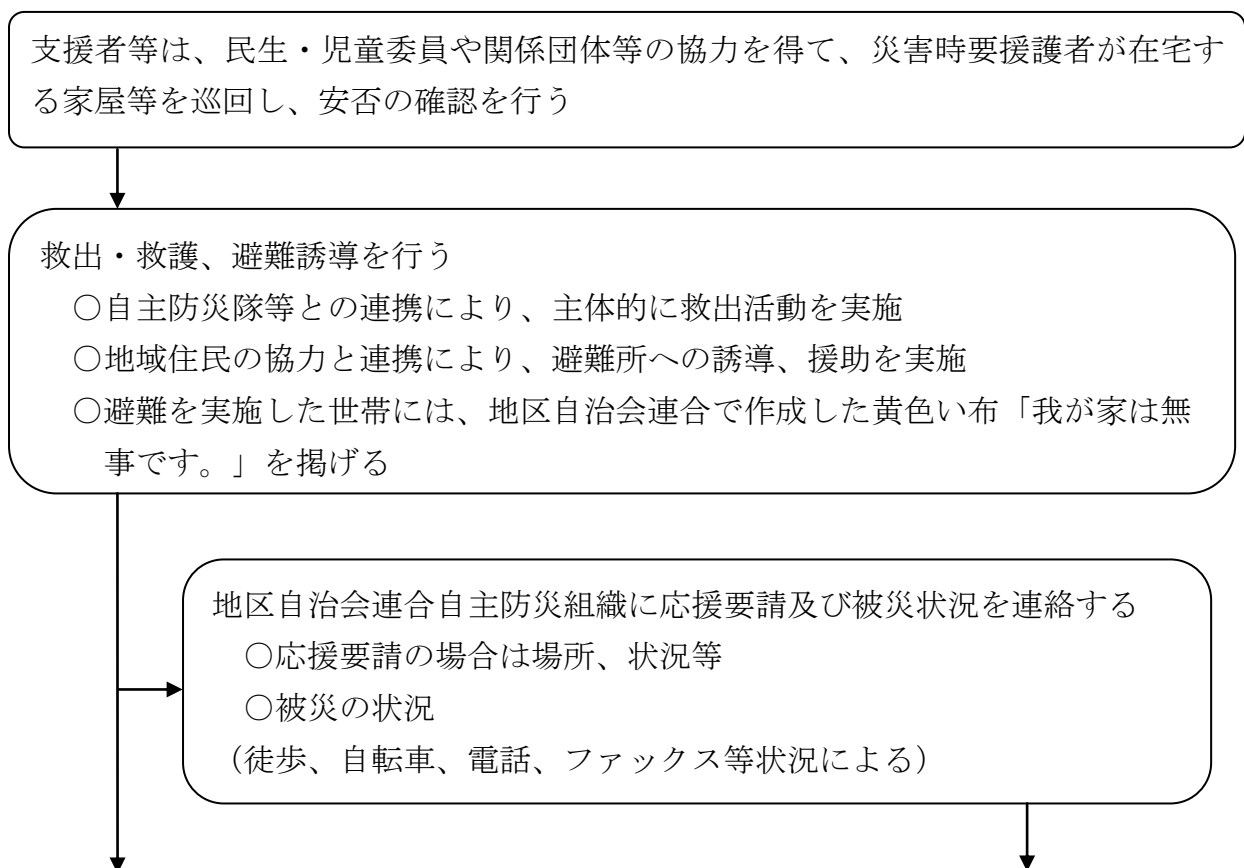 支援者等は、民生・児童委員や関係団体等の協力を得て、災害時要援護者が在宅す
る家屋等を巡回し、安否の確認を行う
救出・救護、避難誘導を行う
○自主防災隊等との連携により、主体的に救出活動を実施
○地域住民の協力と連携により、避難所への誘導、援助を実施
○避難を実施した世帯には、地区自治会連合で作成した黄色い布「我が家は無
事です。」を掲げる
地区自治会連合自主防災組織に応援要請及び被災状況を連絡する
○応援要請の場合は場所、状況等
○被災の状況
（徒歩、自転車、電話、ファックス等状況による）